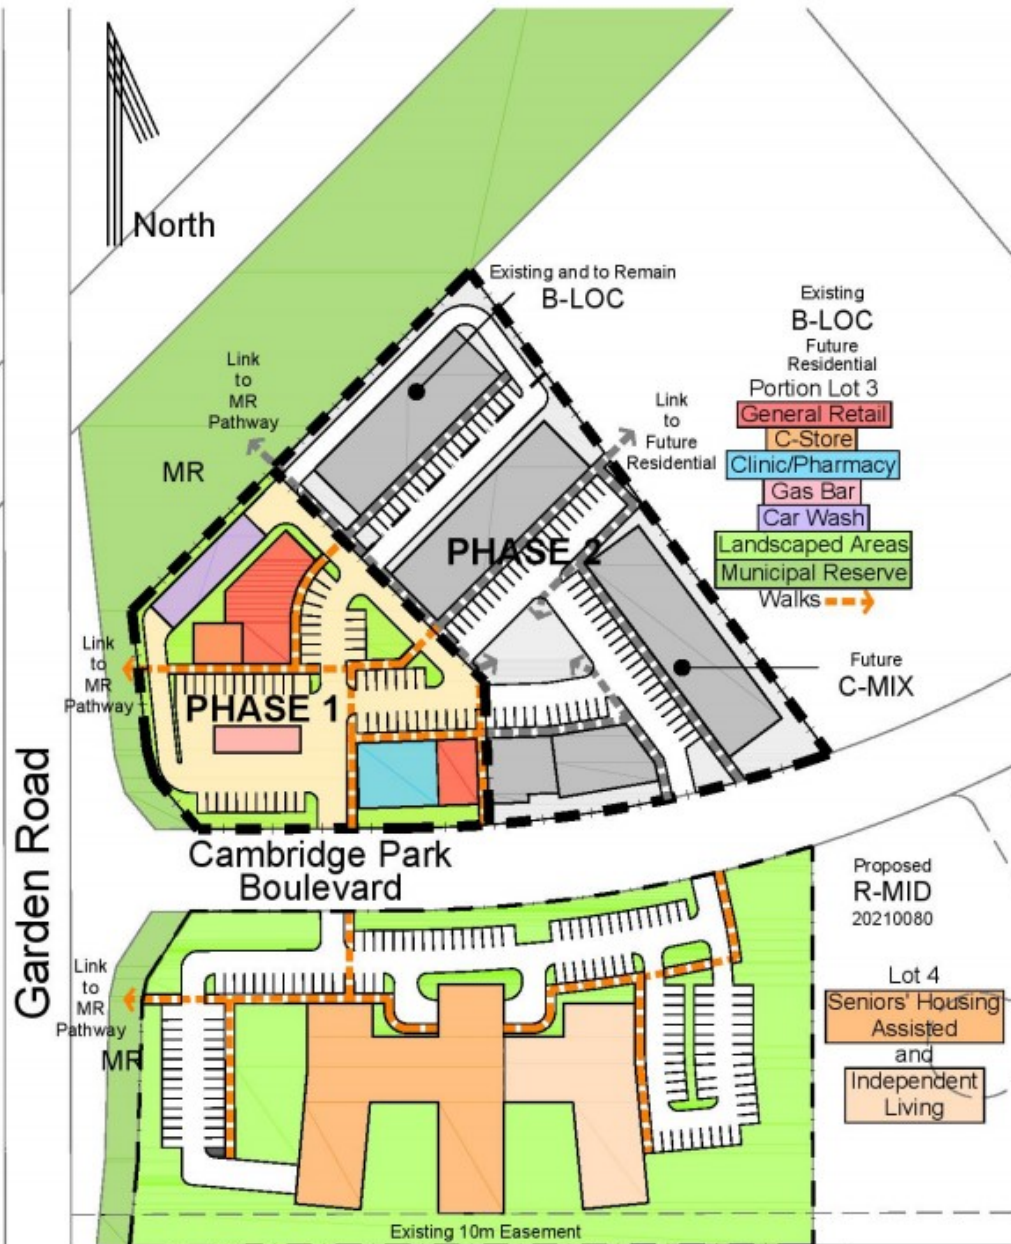 North
Existing and to Remain
B-LOC
Existing
B-LOC
Future
Residential
Portion Lot 3
General Retail
C-Store
Clinic/Pharmacy
Gas Bar
Car Wash
Landscaped Areas
Municipal Reserve
Walks
Link
to
MR
Pathway
MR
Link
to
Future
Residential
PHASE 2
Link
to
MR
Pathway
PHASE 1
Future
C-MIX
Garden Road
Cambridge Park
Boulevard
Proposed
R-MID
20210080
Link
to
MR
Pathway
MR
Lot 4
Seniors' Housing
Assisted
and
Independent
Living
Existing 10m Easement